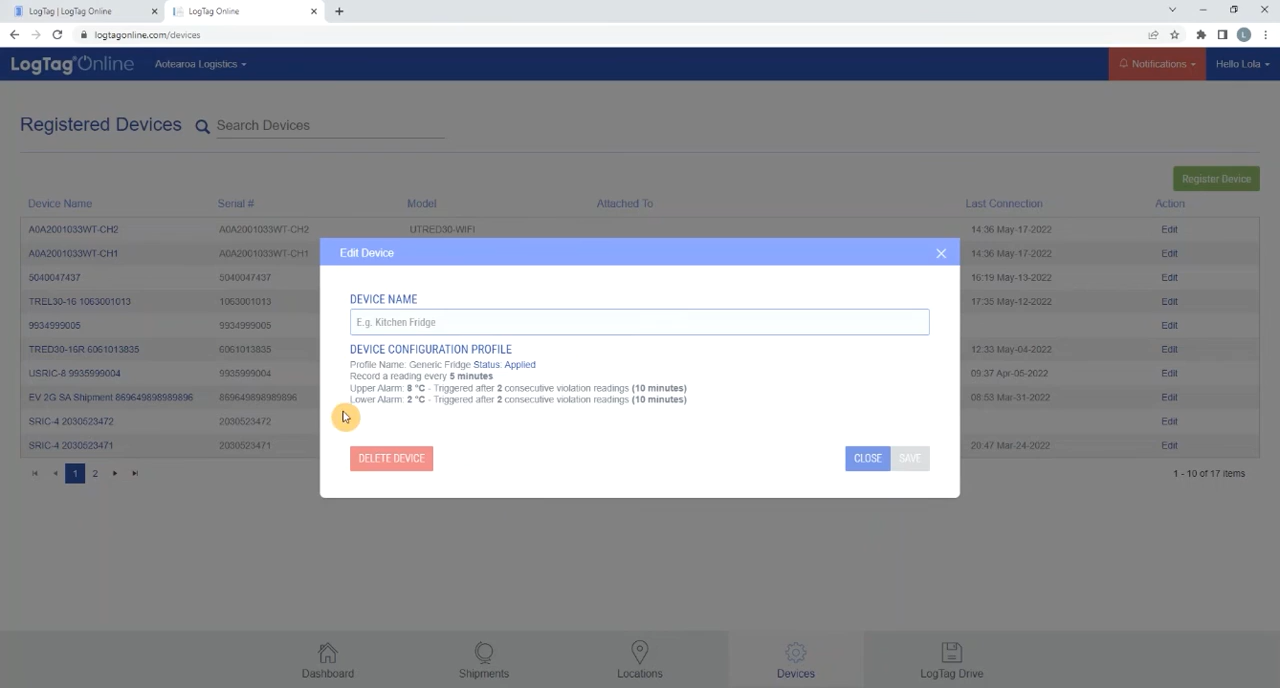 LogTag | LogTag Online
LogTag Online
logtagonline.com/devices
L
LogTag Online
Aotearoa Logistics
Notifications
Hello Lola
Registered Devices
Search Devices
Register Device
Device Name Serial # Model Attached To Last Connection Action
A0A2001033WT-CH2 A0A2001033WT-CH2 UTRED30-WIFI 14:36 May-17-2022 Edit
A0A2001033WT-CH1 A0A2001033WT-CH1 14:36 May-17-2022 Edit
5040047437 5040047437 16:19 May-13-2022 Edit
TREL30-16 1063001013 1063001013 17:35 May-12-2022 Edit
9934999005 9934999005 Edit
TRED30-16R 6061013835 6061013835 12:33 May-04-2022 Edit
USRIC-8 9935999004 9935999004 09:37 Apr-05-2022 Edit
EV 2G SA Shipment 869649898989896 869649898989896 08:53 Mar-31-2022 Edit
SRIC-4 2030523472 2030523472 Edit
SRIC-4 2030523471 2030523471 20:47 Mar-24-2022 Edit
1 2
1 - 10 of 17 items
Edit Device
DEVICE NAME
E.g. Kitchen Fridge
DEVICE CONFIGURATION PROFILE
Profile Name: Generic Fridge Status: Applied
Record a reading every 5 minutes
Upper Alarm: 8 °C - Triggered after 2 consecutive violation readings (10 minutes)
Lower Alarm: 2 °C - Triggered after 2 consecutive violation readings (10 minutes)
DELETE DEVICE
CLOSE
SAVE
Dashboard
Shipments
Locations
Devices
LogTag Drive